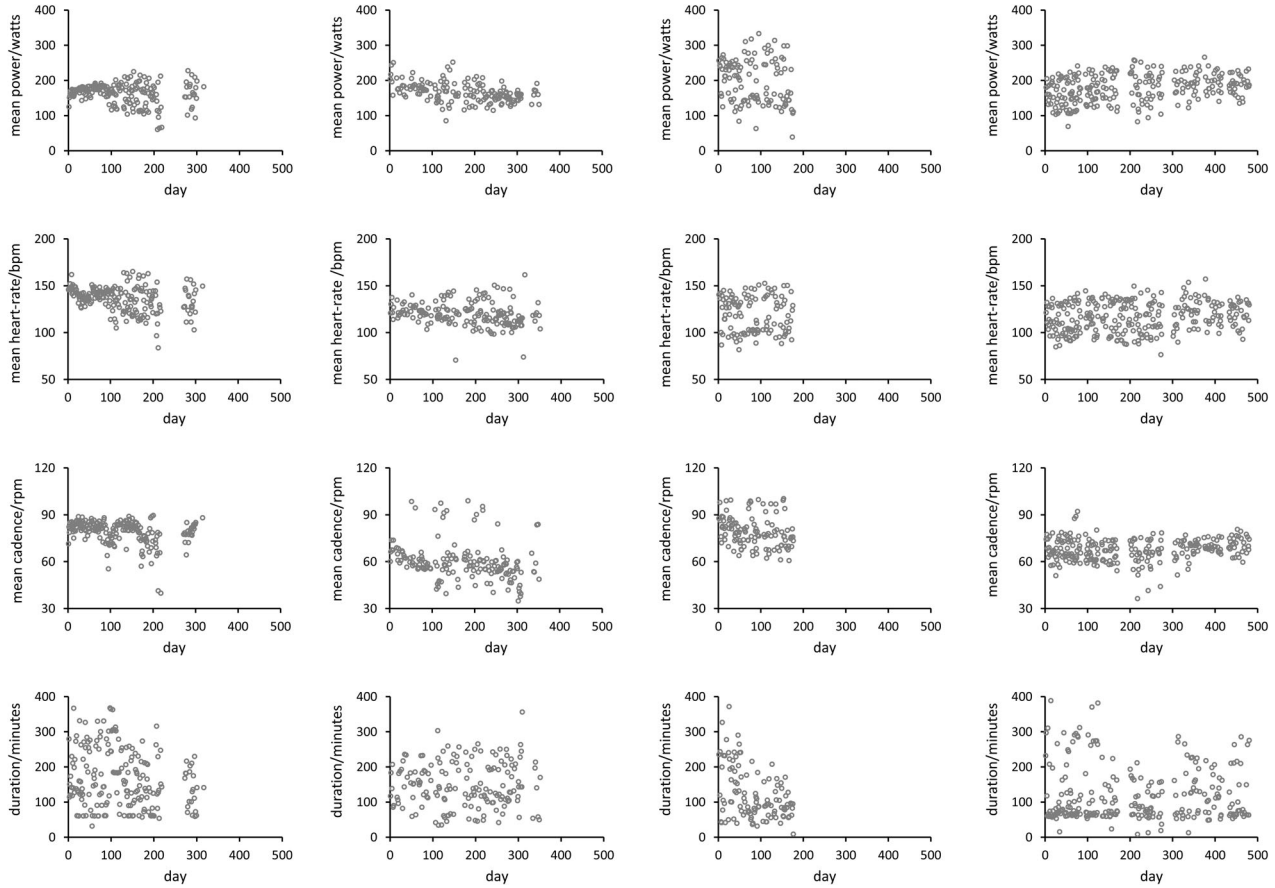 mean power/watts
400
300
200
100
0
0 100 200 300 400 500
day
mean power/watts
400
300
200
100
0
0 100 200 300 400 500
day
mean power/watts
400
300
200
100
0
0 100 200 300 400 500
day
mean power/watts
400
300
200
100
0
0 100 200 300 400 500
day
mean heart-rate/bpm
200
150
100
50
0 100 200 300 400 500
day
mean heart-rate /bpm
200
150
100
50
0 100 200 300 400 500
day
mean heart-rate/bpm
200
150
100
50
0 100 200 300 400 500
day
mean heart-rate/bpm
200
150
100
50
0 100 200 300 400 500
day
mean cadence/rpm
120
90
60
30
0 100 200 300 400 500
day
mean cadence/rpm
120
90
60
30
0 100 200 300 400 500
day
mean cadence/rpm
120
90
60
30
0 100 200 300 400 500
day
mean cadence/rpm
120
90
60
30
0 100 200 300 400 500
day
duration/minutes
400
300
200
100
0
0 100 200 300 400 500
day
duration/minutes
400
300
200
100
0
0 100 200 300 400 500
day
duration/minutes
400
300
200
100
0
0 100 200 300 400 500
day
duration/minutes
400
300
200
100
0
0 100 200 300 400 500
day